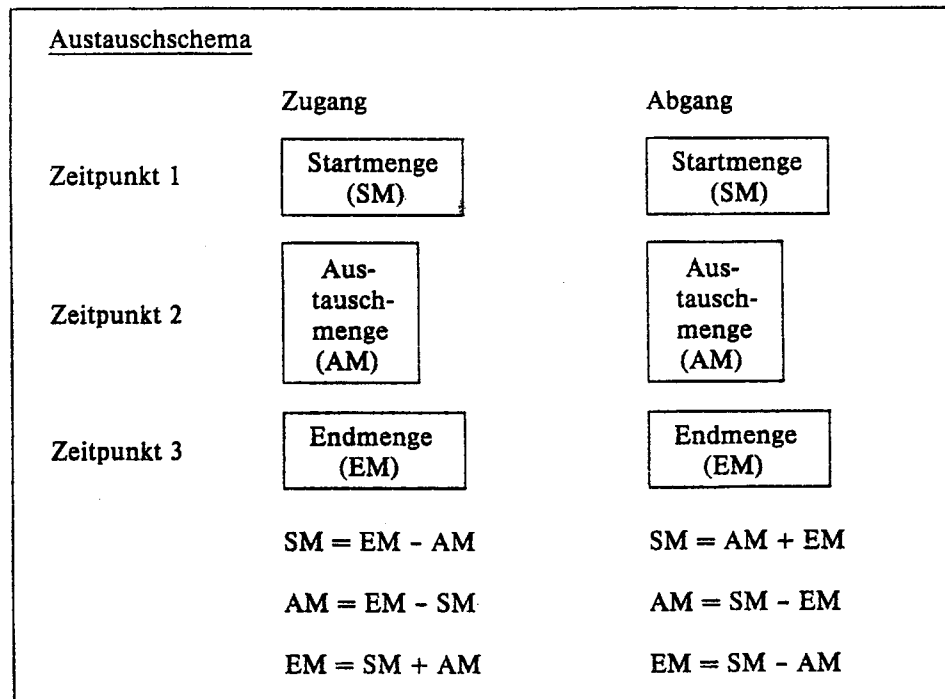 Austauschschema
Zugang Abgang
Zeitpunkt 1
Startmenge
(SM)
Startmenge
(SM)
Zeitpunkt 2
Aus-
tausch-
menge
(AM)
Aus-
tausch-
menge
(AM)
Zeitpunkt 3
Endmenge
(EM)
Endmenge
(EM)
SM = EM - AM SM = AM + EM
AM = EM - SM AM = SM - EM
EM = SM + AM EM = SM - AM